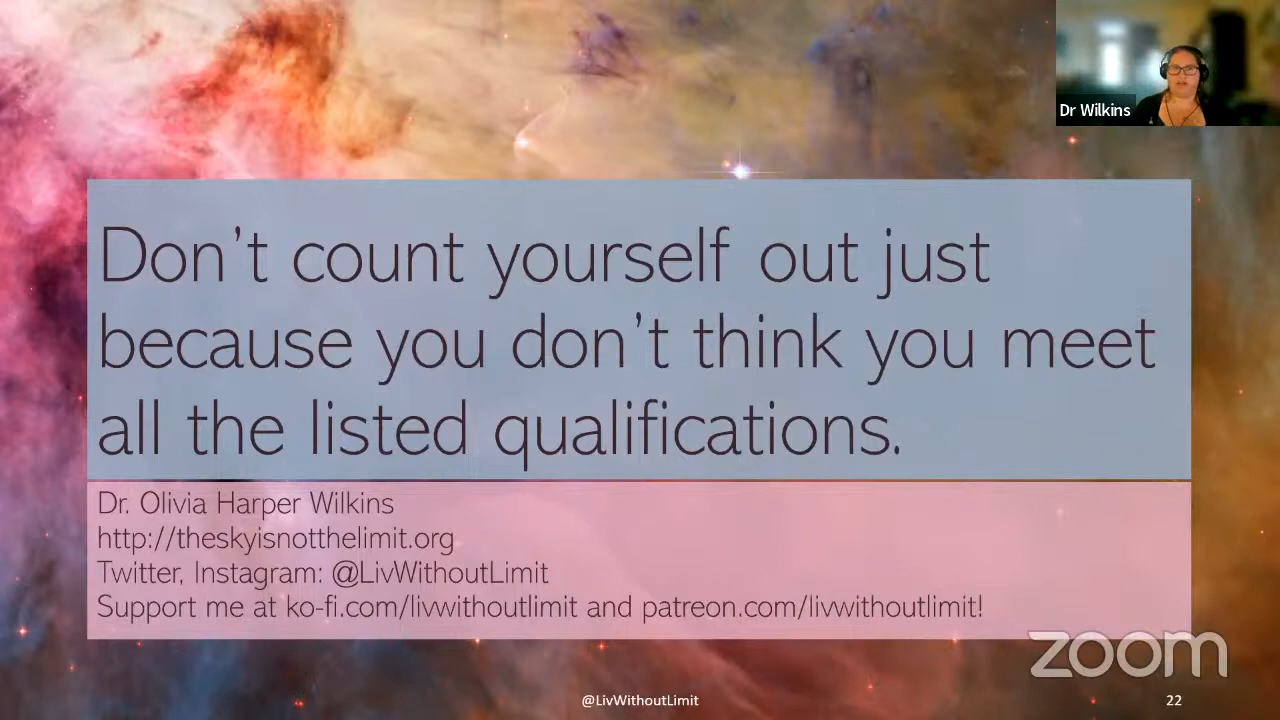 Dr Wilkins
Don't count yourself out just
because you don't think you meet
all the listed qualifications.
Dr. Olivia Harper Wilkins
http://theskyisnotthelimit.org
Twitter, Instagram: @LivWithoutLimit
Support me at ko-fi.com/livwithoutlimit and patreon.com/livwithoutlimit!
zoom
@LivWithoutLimit
22